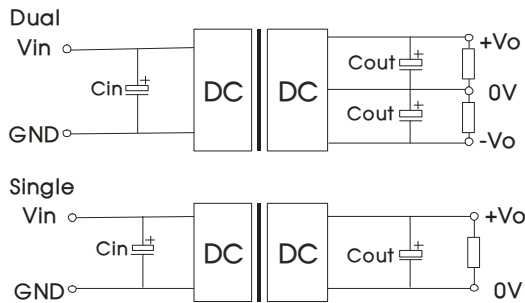 Dual
Vin
+Vo
Cout
Cin
DC
DC
0V
Cout
GND
-Vo
Single
Vin
+Vo
Cin
DC
DC
Cout
GND
0V